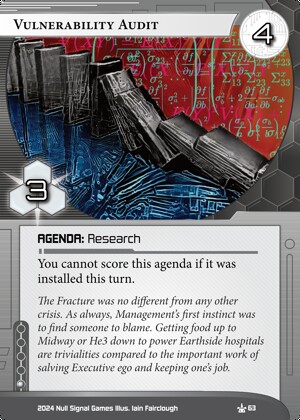 Vulnerability Audit
4
3
AGENDA: Research
You cannot score this agenda if it was
installed this turn.
The Fracture was no different from any other
crisis. As always, Management's first instinct was
to find someone to blame. Getting food up to
Midway or He3 down to power Earthside hospitals
are trivialities compared to the important work of
salving Executive ego and keeping one's job.
2024 Null Signal Games Illus. Iain Fairclough
63